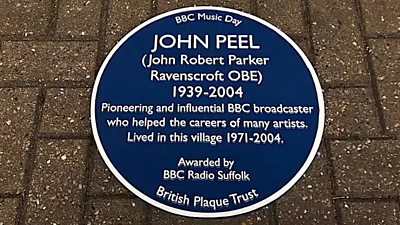 BBC Music Day
JOHN PEEL
(John Robert Parker
Ravenscroft OBE)
1939-2004
Pioneering and influential BBC broadcaster
who helped the careers of many artists.
Lived in this village 1971-2004.
Awarded by
BBC Radio Suffolk
British Plaque Trust